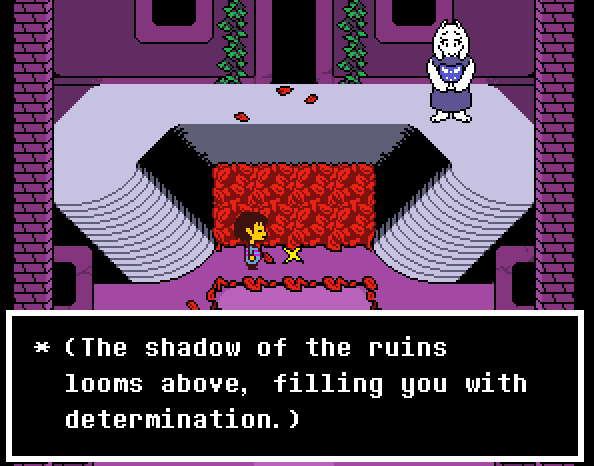 * (The shadow of the ruins
looms above, filling you with
determination.)